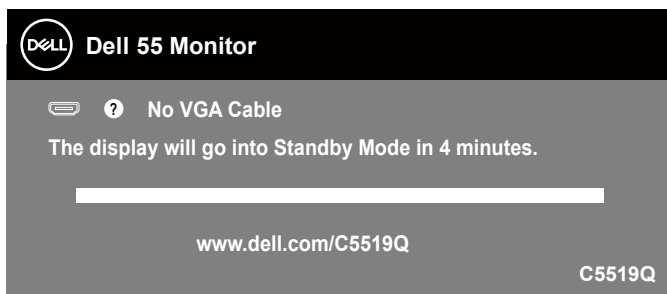 DELL
Dell 55 Monitor
? No VGA Cable
The display will go into Standby Mode in 4 minutes.
www.dell.com/C5519Q
C5519Q